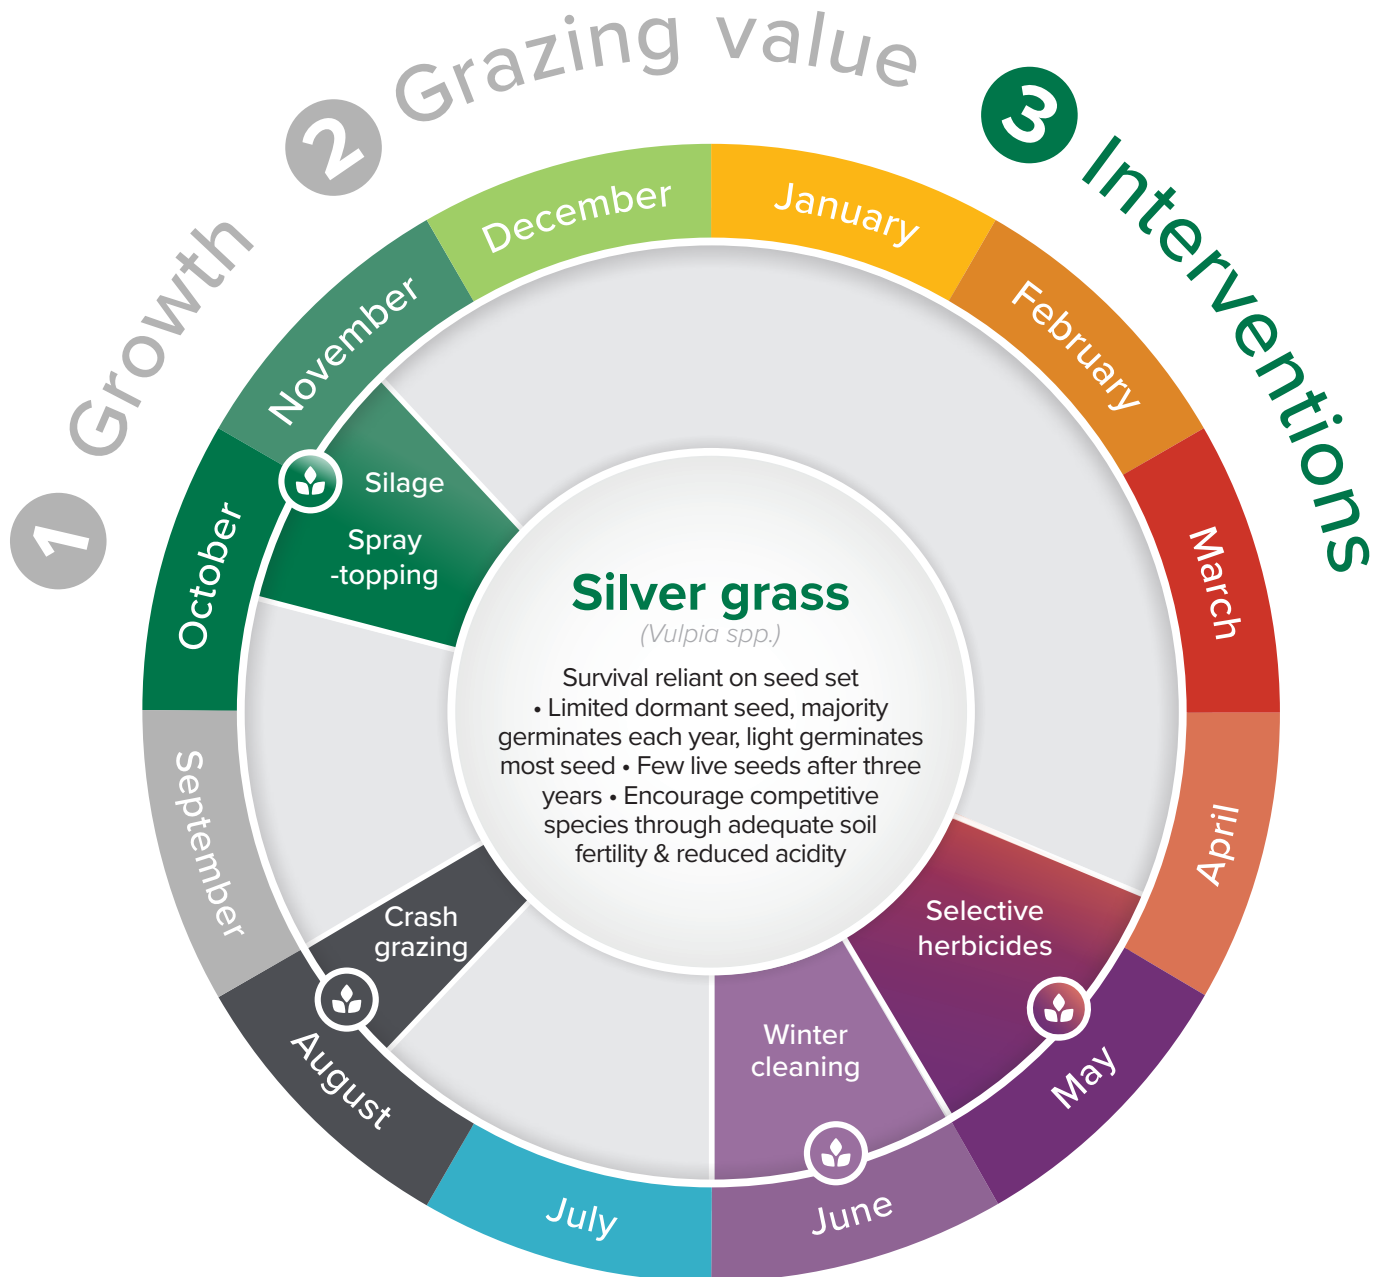 1 Growth
2 Grazing value
3 Interventions
December
January
November
February
October
March
September
April
August
May
July
June
Silage
Spray
-topping
Crash
grazing
Winter
cleaning
Selective
herbicides
Silver grass
(Vulpia spp.)
Survival reliant on seed set
• Limited dormant seed, majority
germinates each year, light germinates
most seed • Few live seeds after three
years • Encourage competitive
species through adequate soil
fertility & reduced acidity